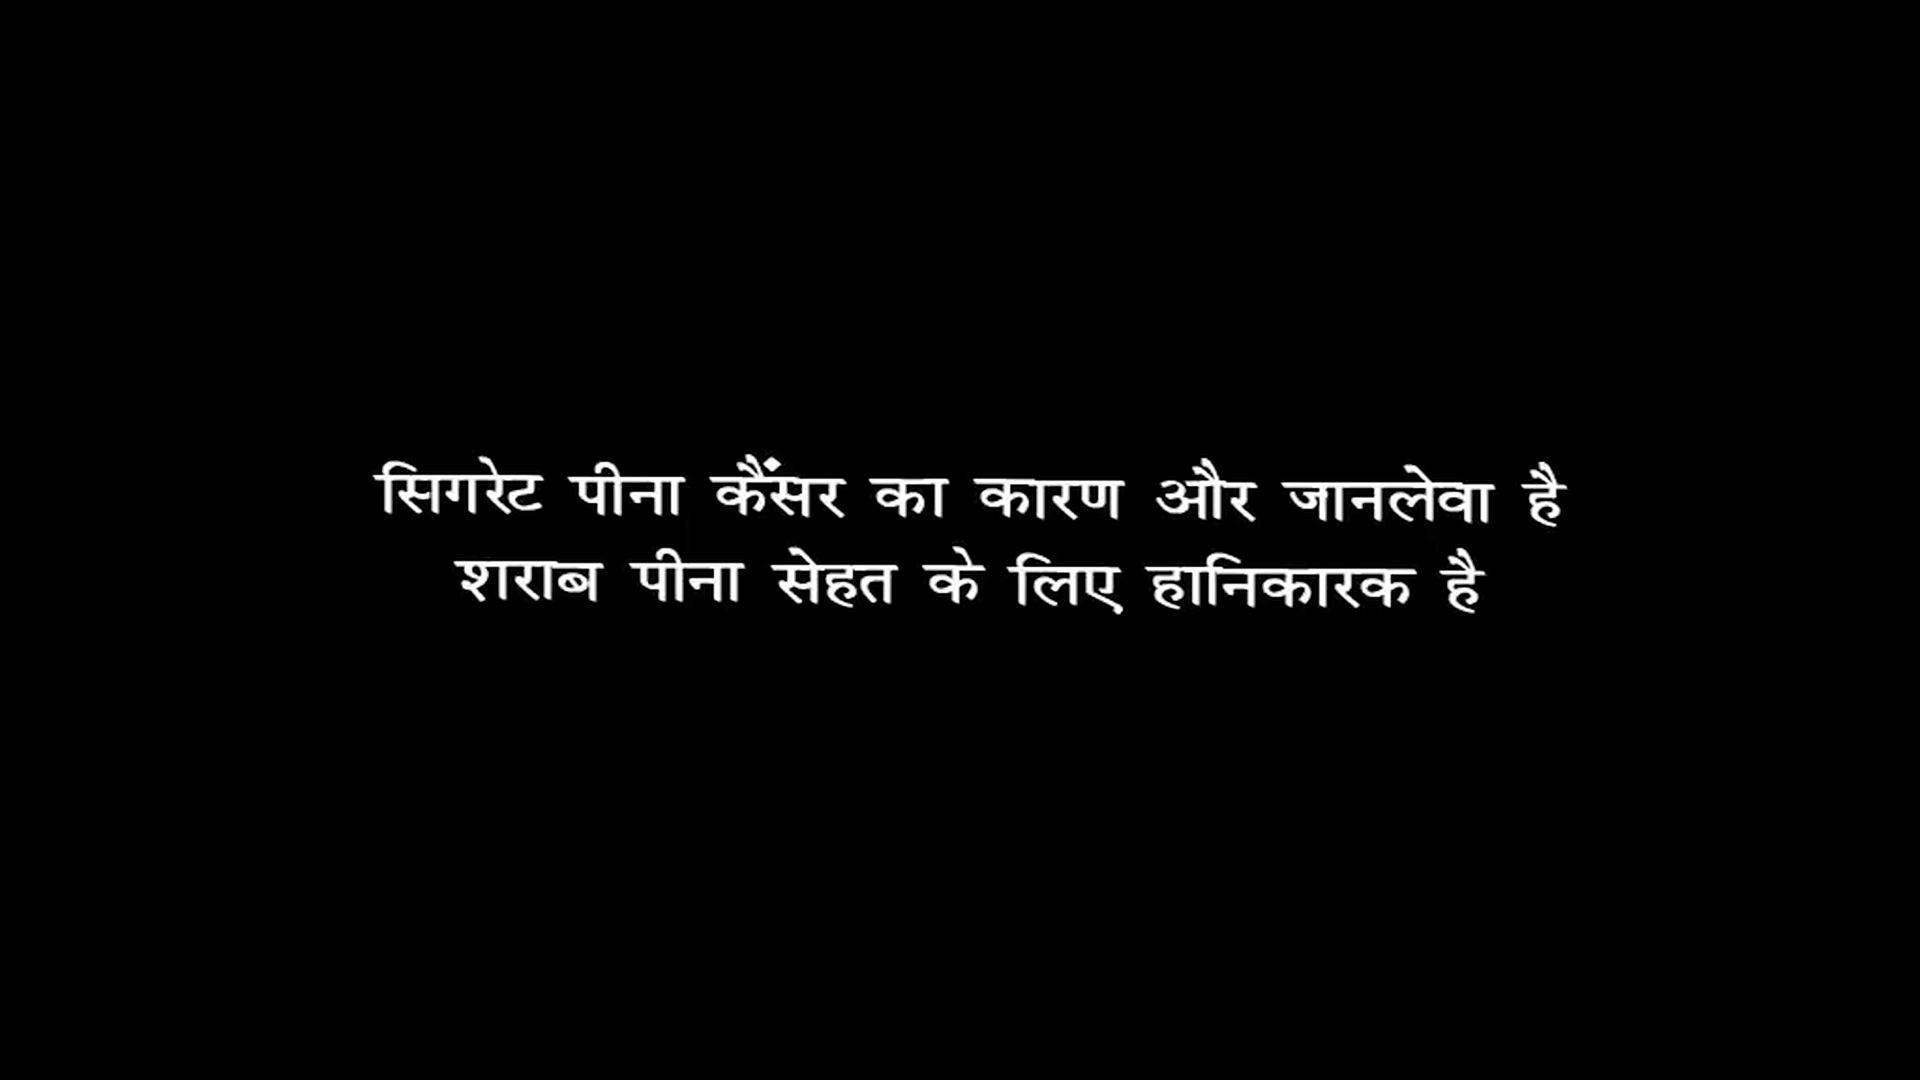 सिगरेट पीना कैंसर का कारण और जानलेवा है
शराब पीना सेहत के लिए हानिकारक है